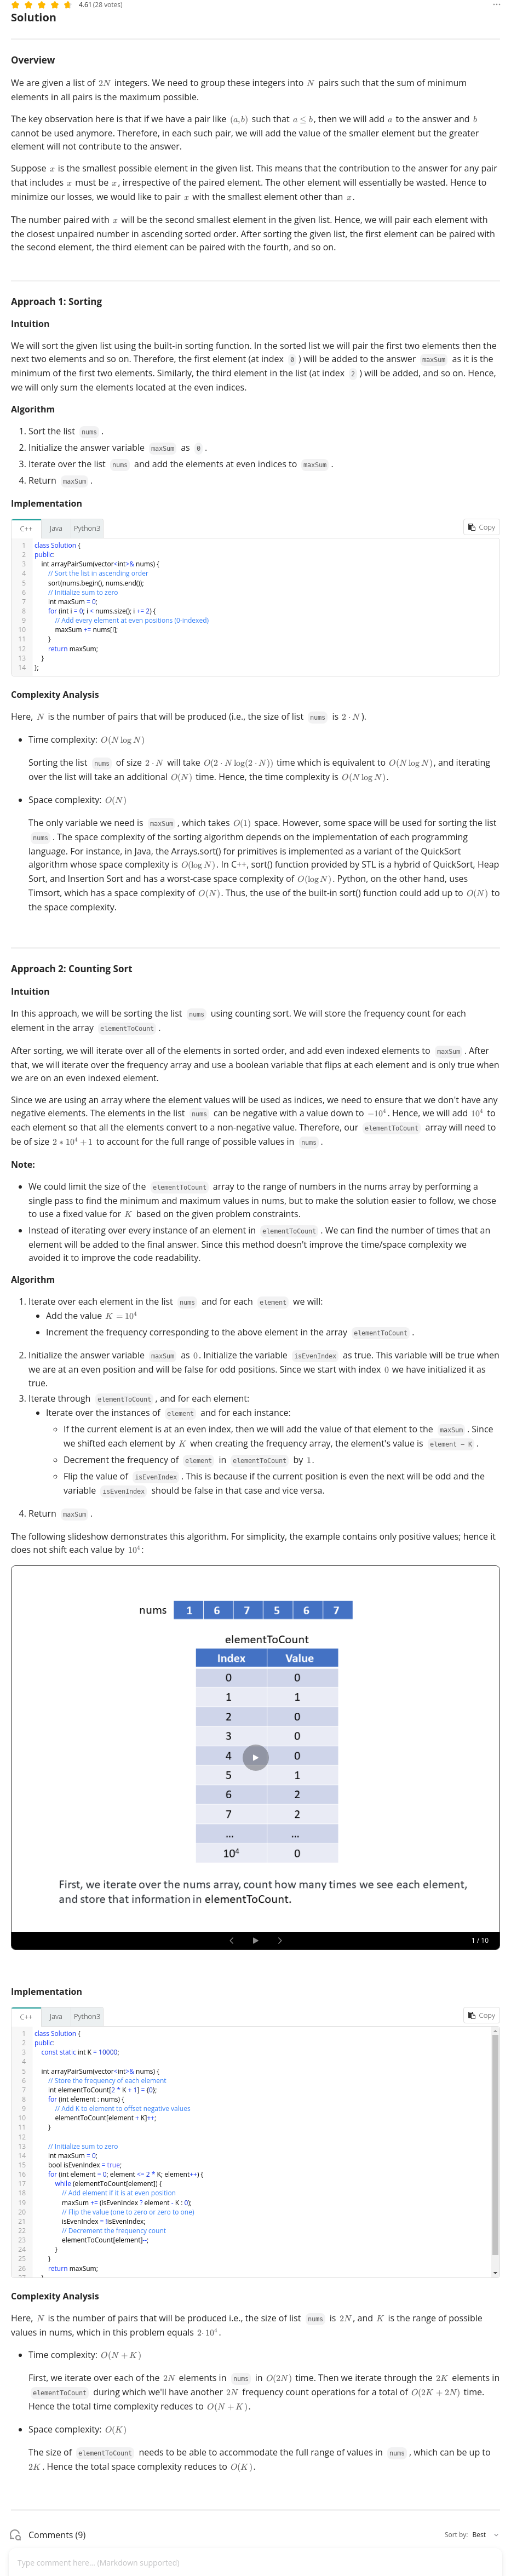 4.61 (28 votes)
Solution
Overview
We are given a list of 2N integers. We need to group these integers into N pairs such that the sum of minimum
elements in all pairs is the maximum possible.
The key observation here is that if we have a pair like (a, b) such that a ≤ b, then we will add a to the answer and b
cannot be used anymore. Therefore, in each such pair, we will add the value of the smaller element but the greater
element will not contribute to the answer.
Suppose x is the smallest possible element in the given list. This means that the contribution to the answer for any pair
that includes x must be x, irrespective of the paired element. The other element will essentially be wasted. Hence to
minimize our losses, we would like to pair x with the smallest element other than x.
The number paired with x will be the second smallest element in the given list. Hence, we will pair each element with
the closest unpaired number in ascending sorted order. After sorting the given list, the first element can be paired with
the second element, the third element can be paired with the fourth, and so on.
Approach 1: Sorting
Intuition
We will sort the given list using the built-in sorting function. In the sorted list we will pair the first two elements then the
next two elements and so on. Therefore, the first element (at index 0 ) will be added to the answer maxSum as it is the
minimum of the first two elements. Similarly, the third element in the list (at index 2 ) will be added, and so on. Hence,
we will only sum the elements located at the even indices.
Algorithm
1. Sort the list nums .
2. Initialize the answer variable maxSum as 0 .
3. Iterate over the list nums and add the elements at even indices to maxSum .
4. Return maxSum .
Implementation
C++ Java Python3 Copy
1 class Solution {
2 public:
3 int arrayPairSum(vector<int>& nums) {
4 // Sort the list in ascending order
5 sort(nums.begin(), nums.end());
6 // Initialize sum to zero
7 int maxSum = 0;
8 for (int i = 0; i < nums.size(); i += 2) {
9 // Add every element at even positions (0-indexed)
10 maxSum += nums[i];
11 }
12 return maxSum;
13 }
14 };
Complexity Analysis
Here, N is the number of pairs that will be produced (i.e., the size of list nums is 2 · N).
• Time complexity: O(N log N)
Sorting the list nums of size 2 · N will take O(2 · N log(2 · N)) time which is equivalent to O(N log N), and iterating
over the list will take an additional O(N) time. Hence, the time complexity is O(N log N).
• Space complexity: O(N)
The only variable we need is maxSum , which takes O(1) space. However, some space will be used for sorting the list
nums . The space complexity of the sorting algorithm depends on the implementation of each programming
language. For instance, in Java, the Arrays.sort() for primitives is implemented as a variant of the QuickSort
algorithm whose space complexity is O(log N). In C++, sort() function provided by STL is a hybrid of QuickSort, Heap
Sort, and Insertion Sort and has a worst-case space complexity of O(log N). Python, on the other hand, uses
Timsort, which has a space complexity of O(N). Thus, the use of the built-in sort() function could add up to O(N) to
the space complexity.
Approach 2: Counting Sort
Intuition
In this approach, we will be sorting the list nums using counting sort. We will store the frequency count for each
element in the array elementToCount .
After sorting, we will iterate over all of the elements in sorted order, and add even indexed elements to maxSum . After
that, we will iterate over the frequency array and use a boolean variable that flips at each element and is only true when
we are on an even indexed element.
Since we are using an array where the element values will be used as indices, we need to ensure that we don't have any
negative elements. The elements in the list nums can be negative with a value down to −10⁴. Hence, we will add 10⁴ to
each element so that all the elements convert to a non-negative value. Therefore, our elementToCount array will need to
be of size 2 ∗ 10⁴ + 1 to account for the full range of possible values in nums .
Note:
• We could limit the size of the elementToCount array to the range of numbers in the nums array by performing a
single pass to find the minimum and maximum values in nums, but to make the solution easier to follow, we chose
to use a fixed value for K based on the given problem constraints.
• Instead of iterating over every instance of an element in elementToCount . We can find the number of times that an
element will be added to the final answer. Since this method doesn't improve the time/space complexity we
avoided it to improve the code readability.
Algorithm
1. Iterate over each element in the list nums and for each element we will:
• Add the value K = 10⁴
• Increment the frequency corresponding to the above element in the array elementToCount .
2. Initialize the answer variable maxSum as 0. Initialize the variable isEvenIndex as true. This variable will be true when
we are at an even position and will be false for odd positions. Since we start with index 0 we have initialized it as
true.
3. Iterate through elementToCount , and for each element:
• Iterate over the instances of element and for each instance:
◦ If the current element is at an even index, then we will add the value of that element to the maxSum . Since
we shifted each element by K when creating the frequency array, the element's value is element − K .
◦ Decrement the frequency of element in elementToCount by 1.
◦ Flip the value of isEvenIndex . This is because if the current position is even the next will be odd and the
variable isEvenIndex should be false in that case and vice versa.
4. Return maxSum .
The following slideshow demonstrates this algorithm. For simplicity, the example contains only positive values; hence it
does not shift each value by 10⁴:
nums 1 6 7 5 6 7
elementToCount
Index Value
0 0
1 1
2 0
3 0
4 0
5 1
6 2
7 2
... ...
10⁴ 0
First, we iterate over the nums array, count how many times we see each element,
and store that information in elementToCount.
1 / 10
Implementation
C++ Java Python3 Copy
1 class Solution {
2 public:
3 const static int K = 10000;
4
5 int arrayPairSum(vector<int>& nums) {
6 // Store the frequency of each element
7 int elementToCount[2 * K + 1] = {0};
8 for (int element : nums) {
9 // Add K to element to offset negative values
10 elementToCount[element + K]++;
11 }
12
13 // Initialize sum to zero
14 int maxSum = 0;
15 bool isEvenIndex = true;
16 for (int element = 0; element <= 2 * K; element++) {
17 while (elementToCount[element]) {
18 // Add element if it is at even position
19 maxSum += (isEvenIndex ? element - K : 0);
20 // Flip the value (one to zero or zero to one)
21 isEvenIndex = !isEvenIndex;
22 // Decrement the frequency count
23 elementToCount[element]--;
24 }
25 }
26 return maxSum;
Complexity Analysis
Here, N is the number of pairs that will be produced i.e., the size of list nums is 2N, and K is the range of possible
values in nums, which in this problem equals 2·10⁴.
• Time complexity: O(N + K)
First, we iterate over each of the 2N elements in nums in O(2N) time. Then we iterate through the 2K elements in
elementToCount during which we'll have another 2N frequency count operations for a total of O(2K + 2N) time.
Hence the total time complexity reduces to O(N + K).
• Space complexity: O(K)
The size of elementToCount needs to be able to accommodate the full range of values in nums , which can be up to
2K. Hence the total space complexity reduces to O(K).
Comments (9) Sort by: Best
Type comment here... (Markdown supported)